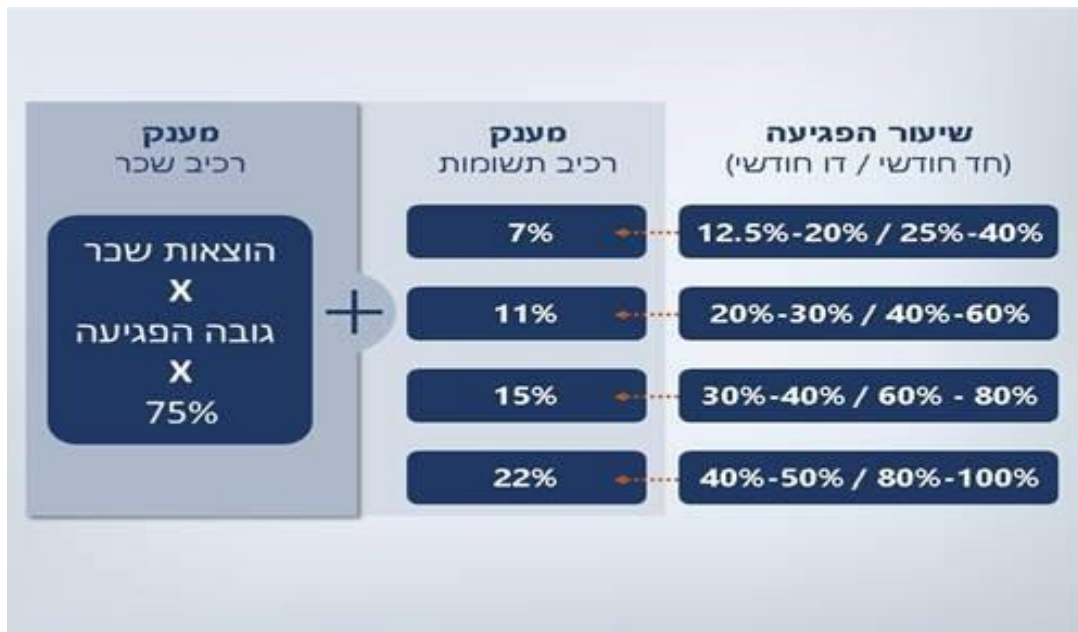 שיעור הפגיעה
(חד חודשי / דו חודשי)
12.5%-20% / 25%-40%
20%-30% / 40%-60%
30%-40% / 60% - 80%
40%-50% / 80%-100%
מענק
רכיב תשומות
7%
11%
15%
22%
+
מענק
רכיב שכר
הוצאות שכר
X
גובה הפגיעה
X
75%